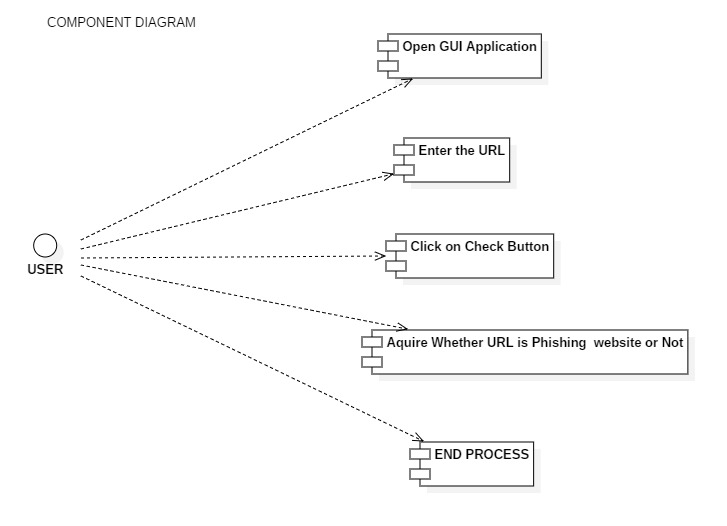 COMPONENT DIAGRAM
Open GUI Application
Enter the URL
Click on Check Button
USER
Aquire Whether URL is Phishing  website or Not
END PROCESS